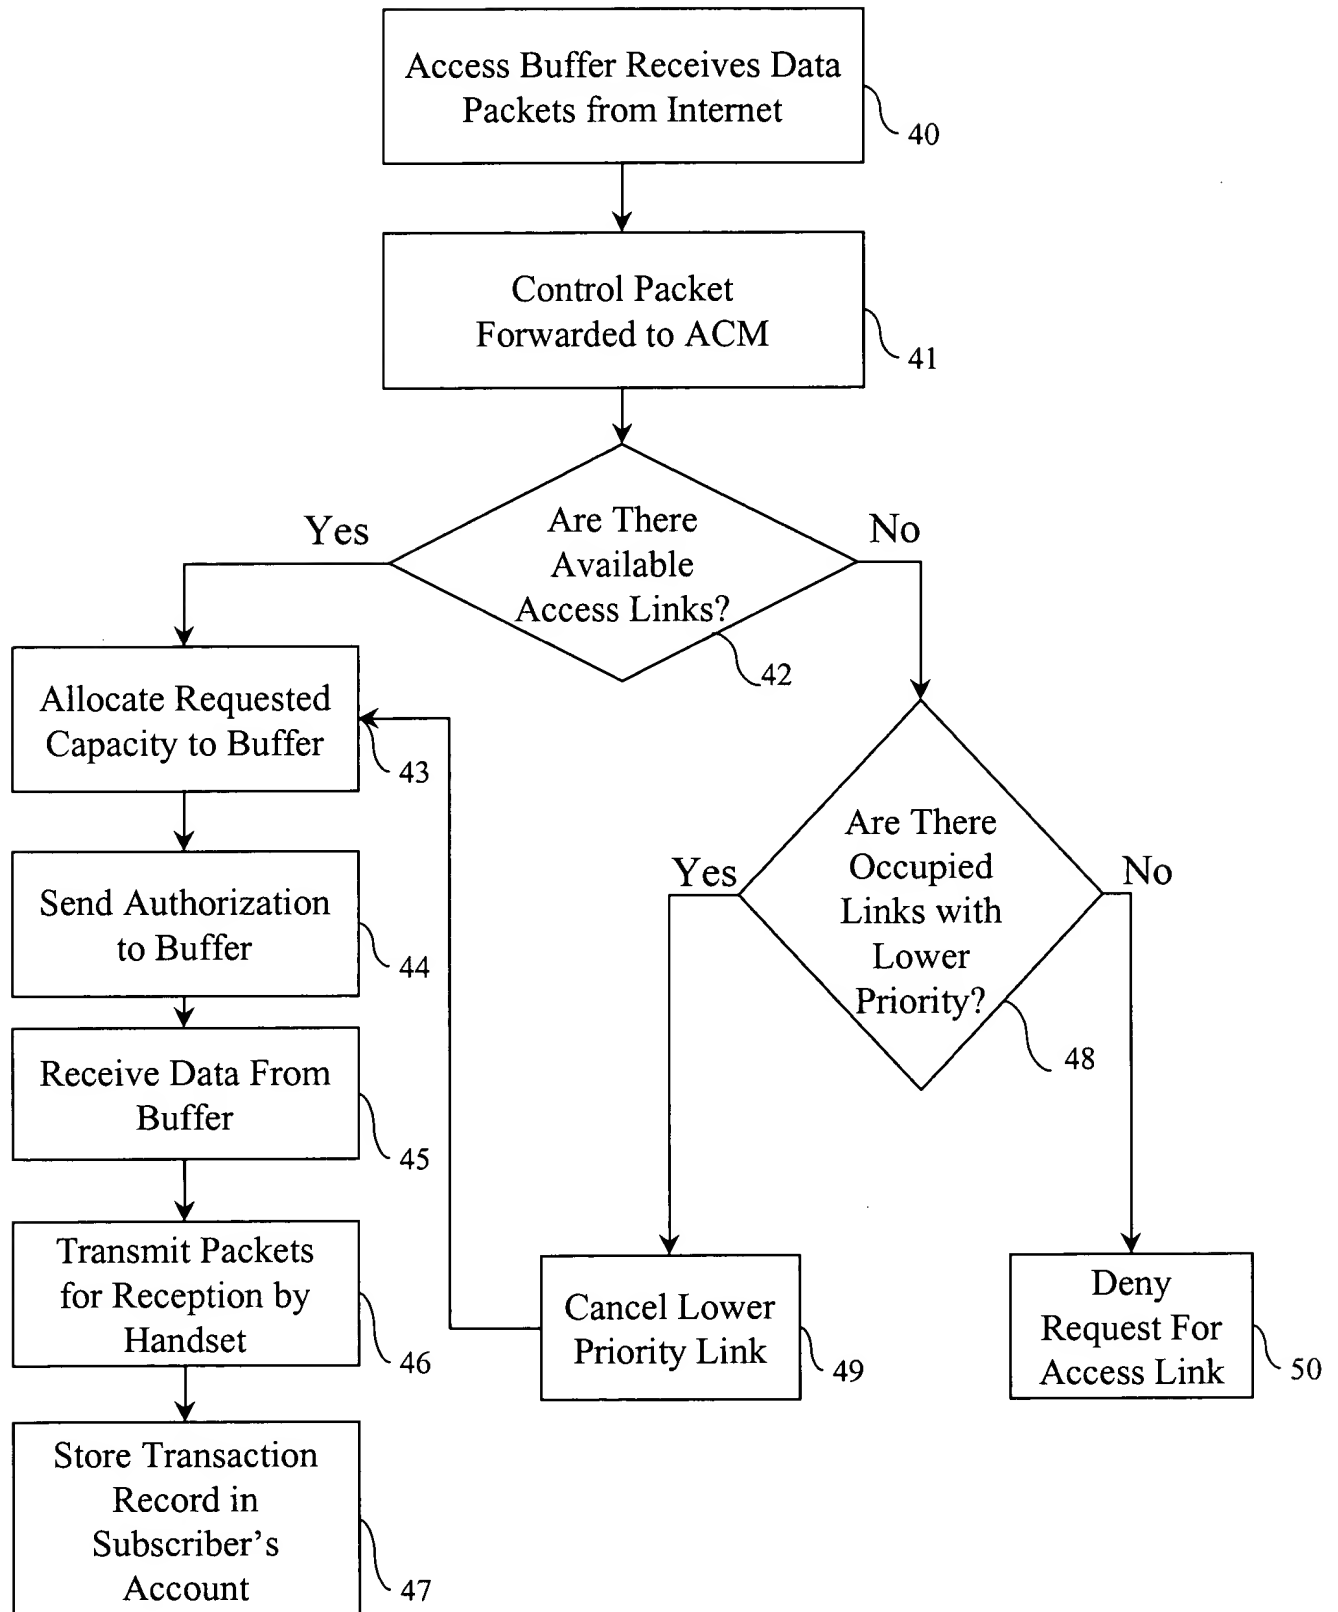 Access Buffer Receives Data
Packets from Internet
40
Control Packet
Forwarded to ACM
41
Are There
Available
Access Links?
42
Yes
No
Allocate Requested
Capacity to Buffer
43
Send Authorization
to Buffer
44
Receive Data From
Buffer
45
Transmit Packets
for Reception by
Handset
46
Store Transaction
Record in
Subscriber's
Account
47
Are There
Occupied
Links with
Lower
Priority?
48
Yes
No
Cancel Lower
Priority Link
49
Deny
Request For
Access Link
50